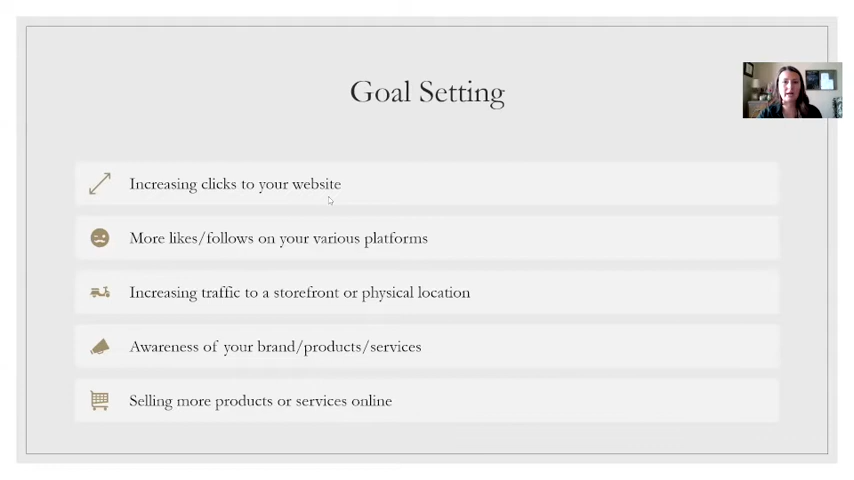 Goal Setting
Increasing clicks to your website
More likes/follows on your various platforms
Increasing traffic to a storefront or physical location
Awareness of your brand/products/services
Selling more products or services online